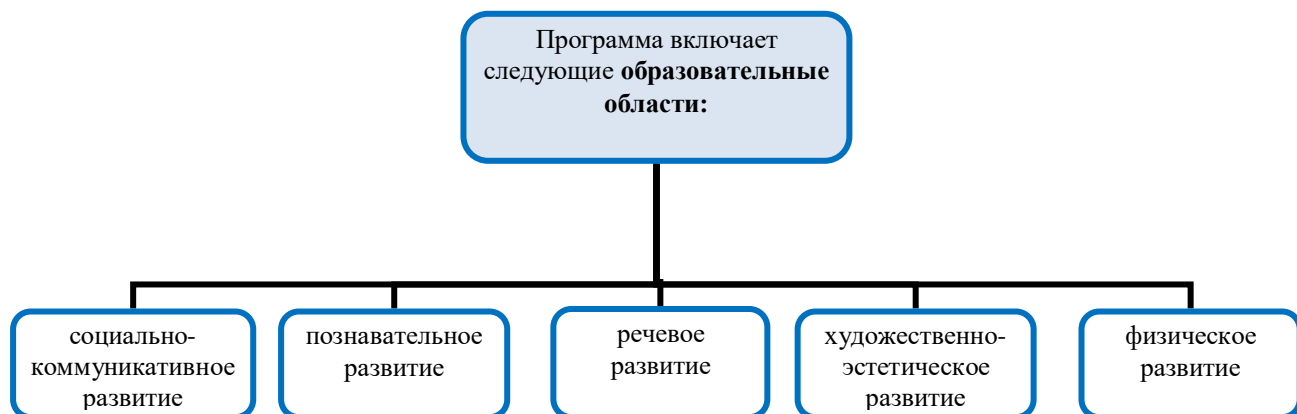 Программа включает
следующие образовательные
области:
социально-
коммуникативное
развитие
познавательное
развитие
речевое
развитие
художественно-
эстетическое
развитие
физическое
развитие